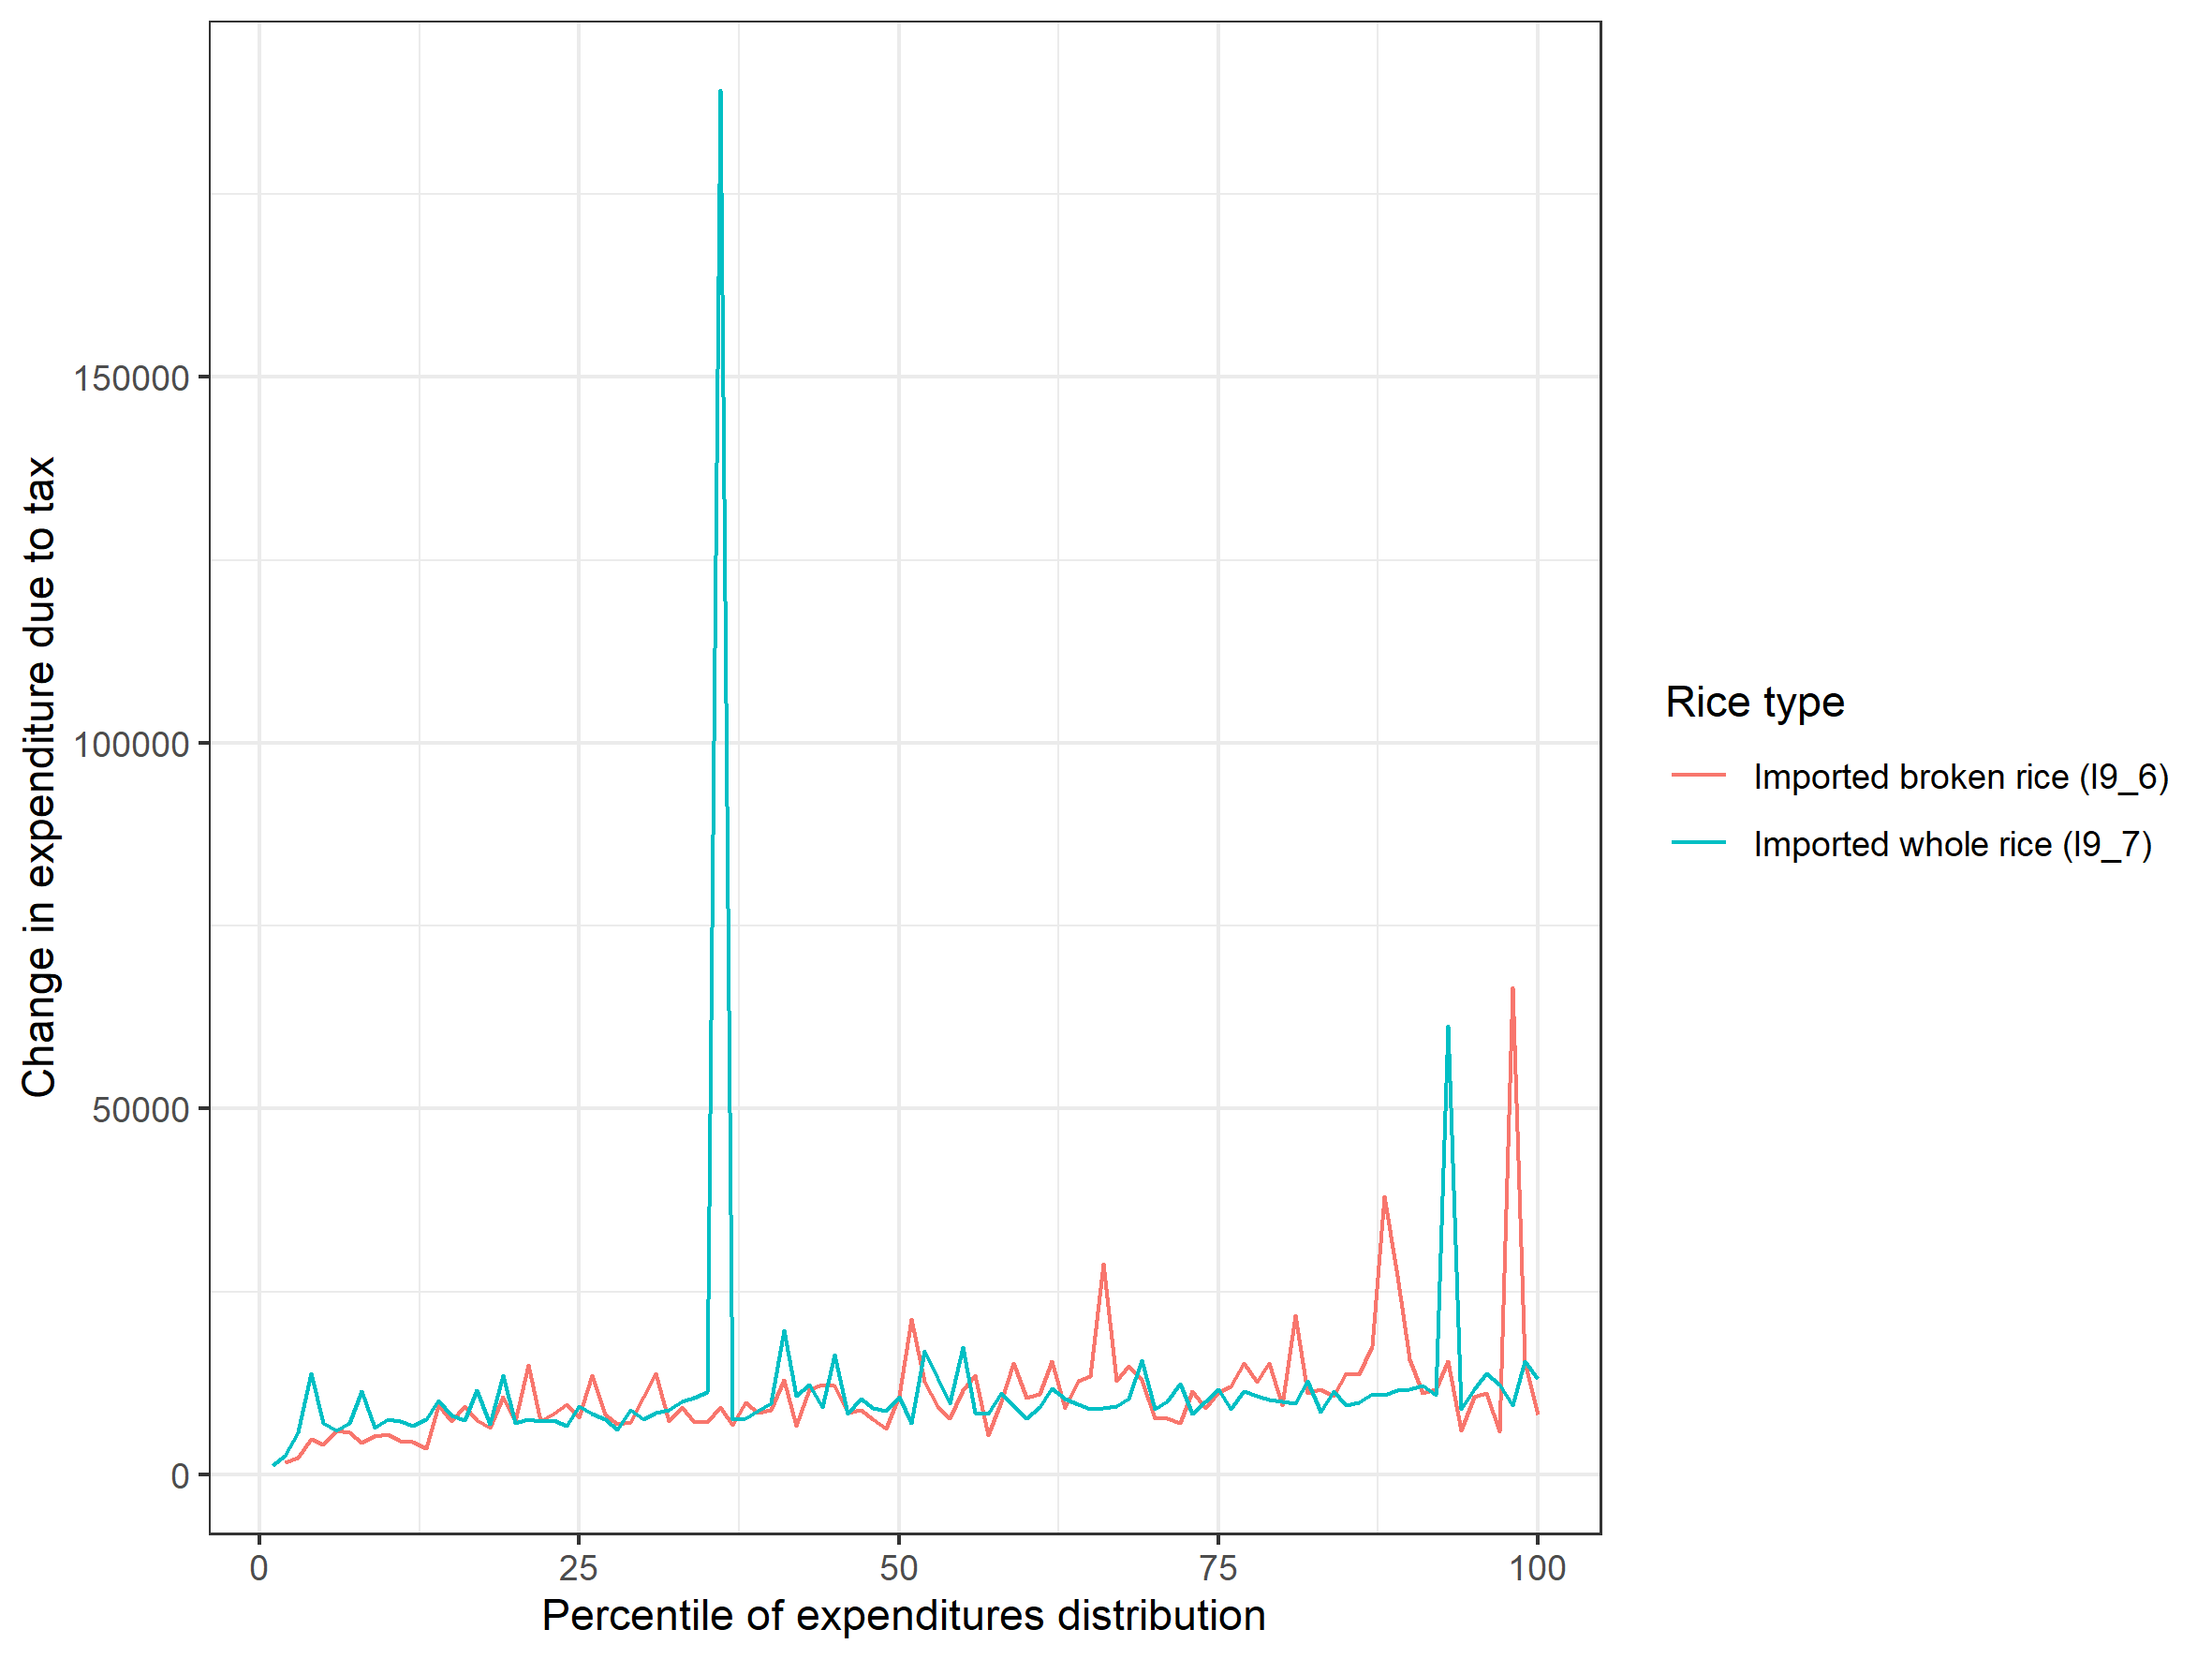 Change in expenditure due to tax
150000
100000
50000
0
0 25 50 75 100
Percentile of expenditures distribution
Rice type
Imported broken rice (I9_6)
Imported whole rice (I9_7)